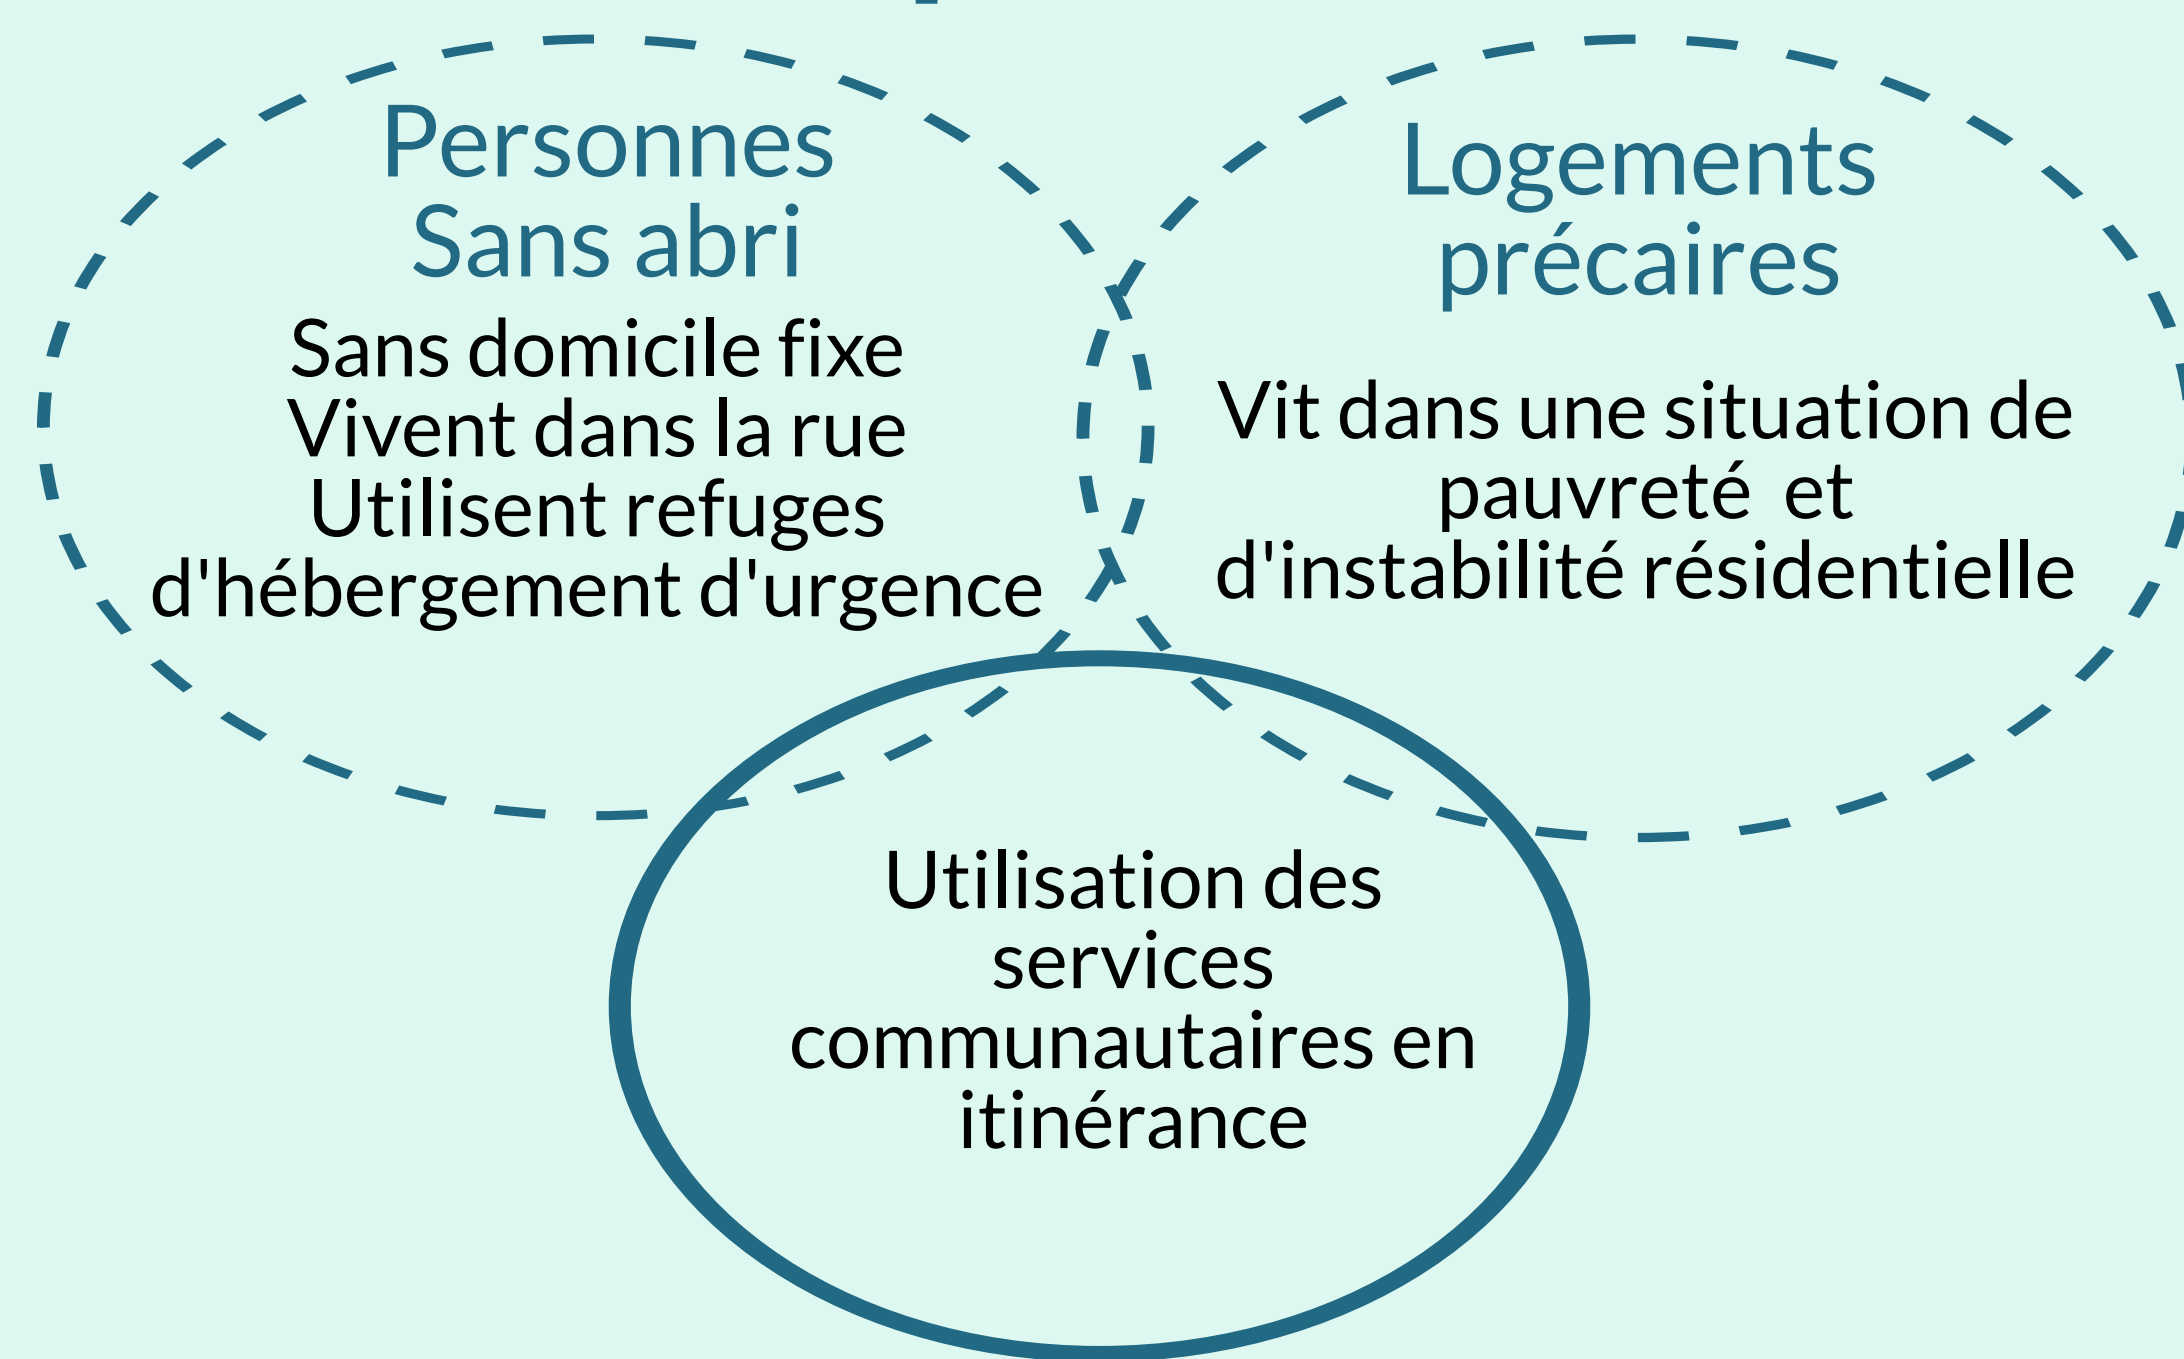 Personnes
Sans abri
Sans domicile fixe
Vivent dans la rue
Utilisent refuges
d'hébergement d'urgence
Logements
précaires
Vit dans une situation de
pauvreté et
d'instabilité résidentielle
Utilisation des
services
communautaires en
itinérance